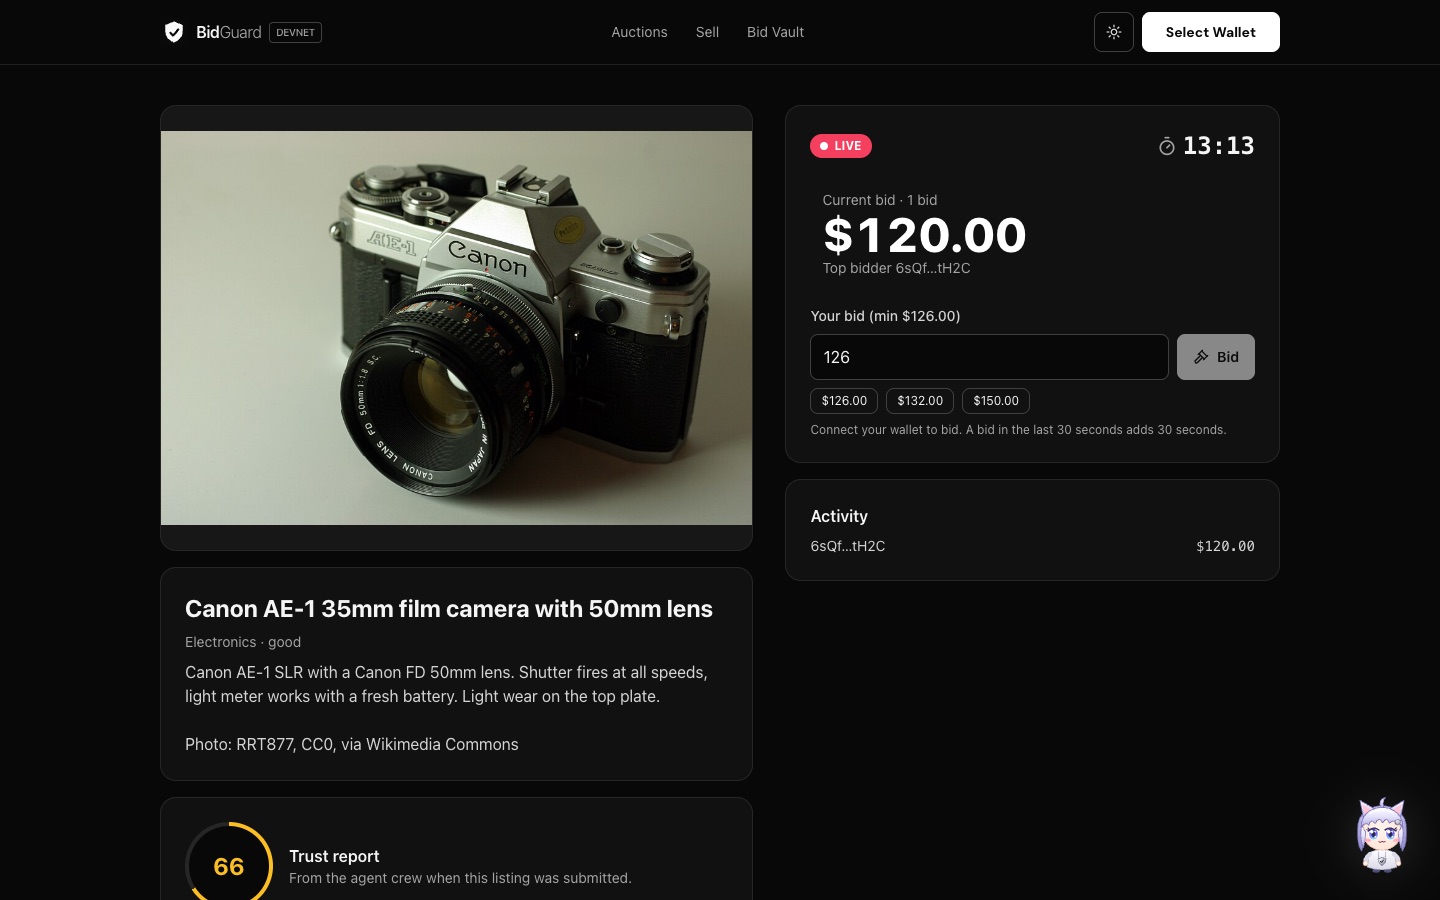 BidGuard DEVNET
Auctions
Sell
Bid Vault
Select Wallet
AE-1
Canon
CANON LENS FD 50mm 1:1.8 S.C.
Canon AE-1 35mm film camera with 50mm lens
Electronics · good
Canon AE-1 SLR with a Canon FD 50mm lens. Shutter fires at all speeds,
light meter works with a fresh battery. Light wear on the top plate.
Photo: RRT877, CC0, via Wikimedia Commons
66
Trust report
From the agent crew when this listing was submitted.
LIVE
13:13
Current bid · 1 bid
$120.00
Top bidder 6sQf…tH2C
Your bid (min $126.00)
126
Bid
$126.00
$132.00
$150.00
Connect your wallet to bid. A bid in the last 30 seconds adds 30 seconds.
Activity
6sQf…tH2C
$120.00